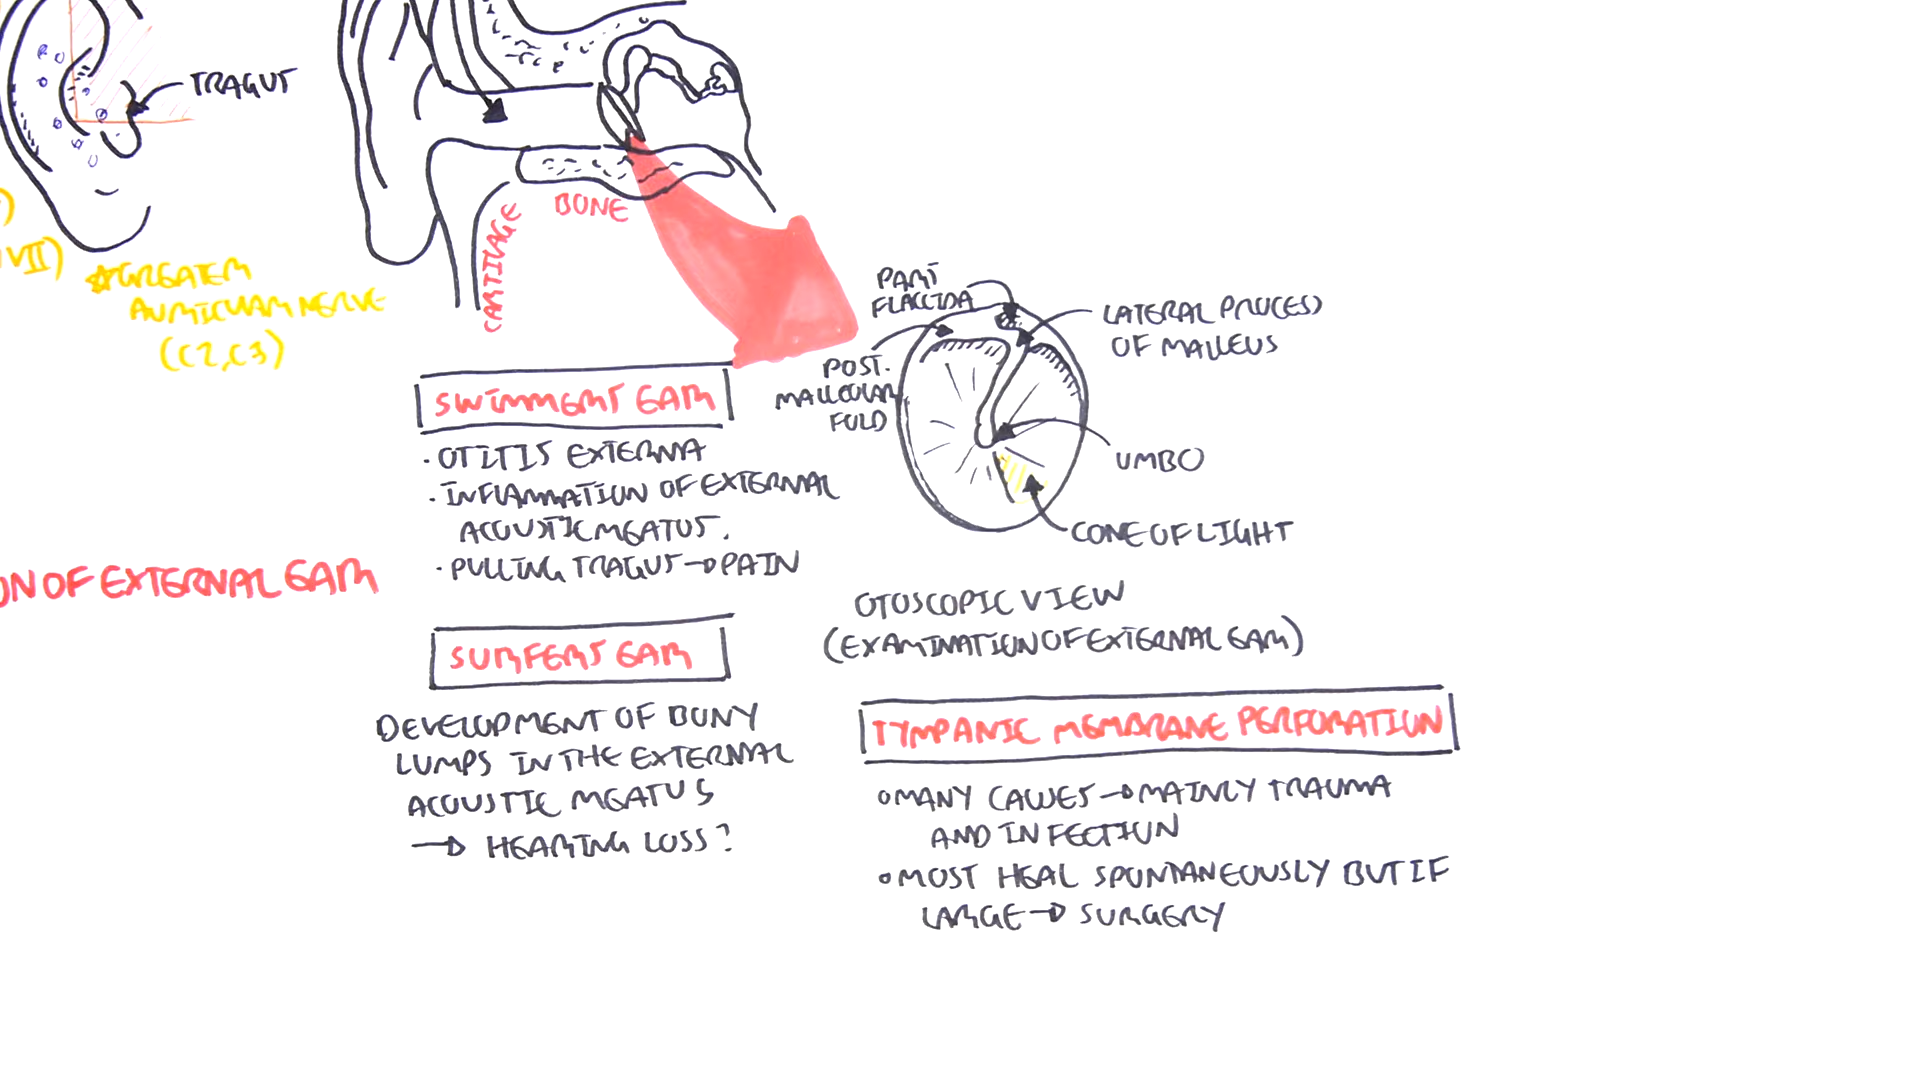 TRAGUS
VII)
*GREATER
AURICULAR NERVE
(C2, C3)
CARTILAGE
BONE
PART
FLACCIDA
LATERAL PROCESS
OF MALLEUS
POST.
MALLEOLAR
FOLD
UMBO
CONE OF LIGHT
OTOSCOPIC VIEW
(EXAMINATION OF EXTERNAL EAR)
SWIMMERS EAR
• OTITIS EXTERNA
• INFLAMMATION OF EXTERNAL
ACOUSTIC MEATUS.
• PULLING TRAGUS → PAIN
ON OF EXTERNAL EAR
SURFERS EAR
DEVELOPMENT OF BONY
LUMPS IN THE EXTERNAL
ACOUSTIC MEATUS
→ HEARING LOSS?
TYMPANIC MEMBRANE PERFORATION
• MANY CAUSES → MAINLY TRAUMA
AND INFECTION
• MOST HEAL SPONTANEOUSLY BUT IF
LARGE → SURGERY